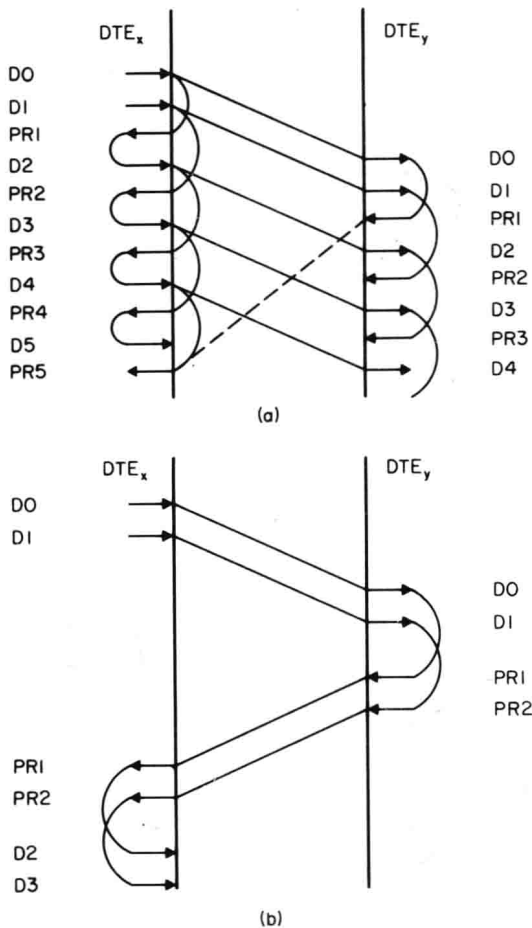 DTEx DTEy
D0
D1
PR1
D2
PR2
D3
PR3
D4
PR4
D5
PR5
D0
D1
PR1
D2
PR2
D3
PR3
D4
(a)
DTEx DTEy
D0
D1
PR1
PR2
D2
D3
D0
D1
PR1
PR2
(b)